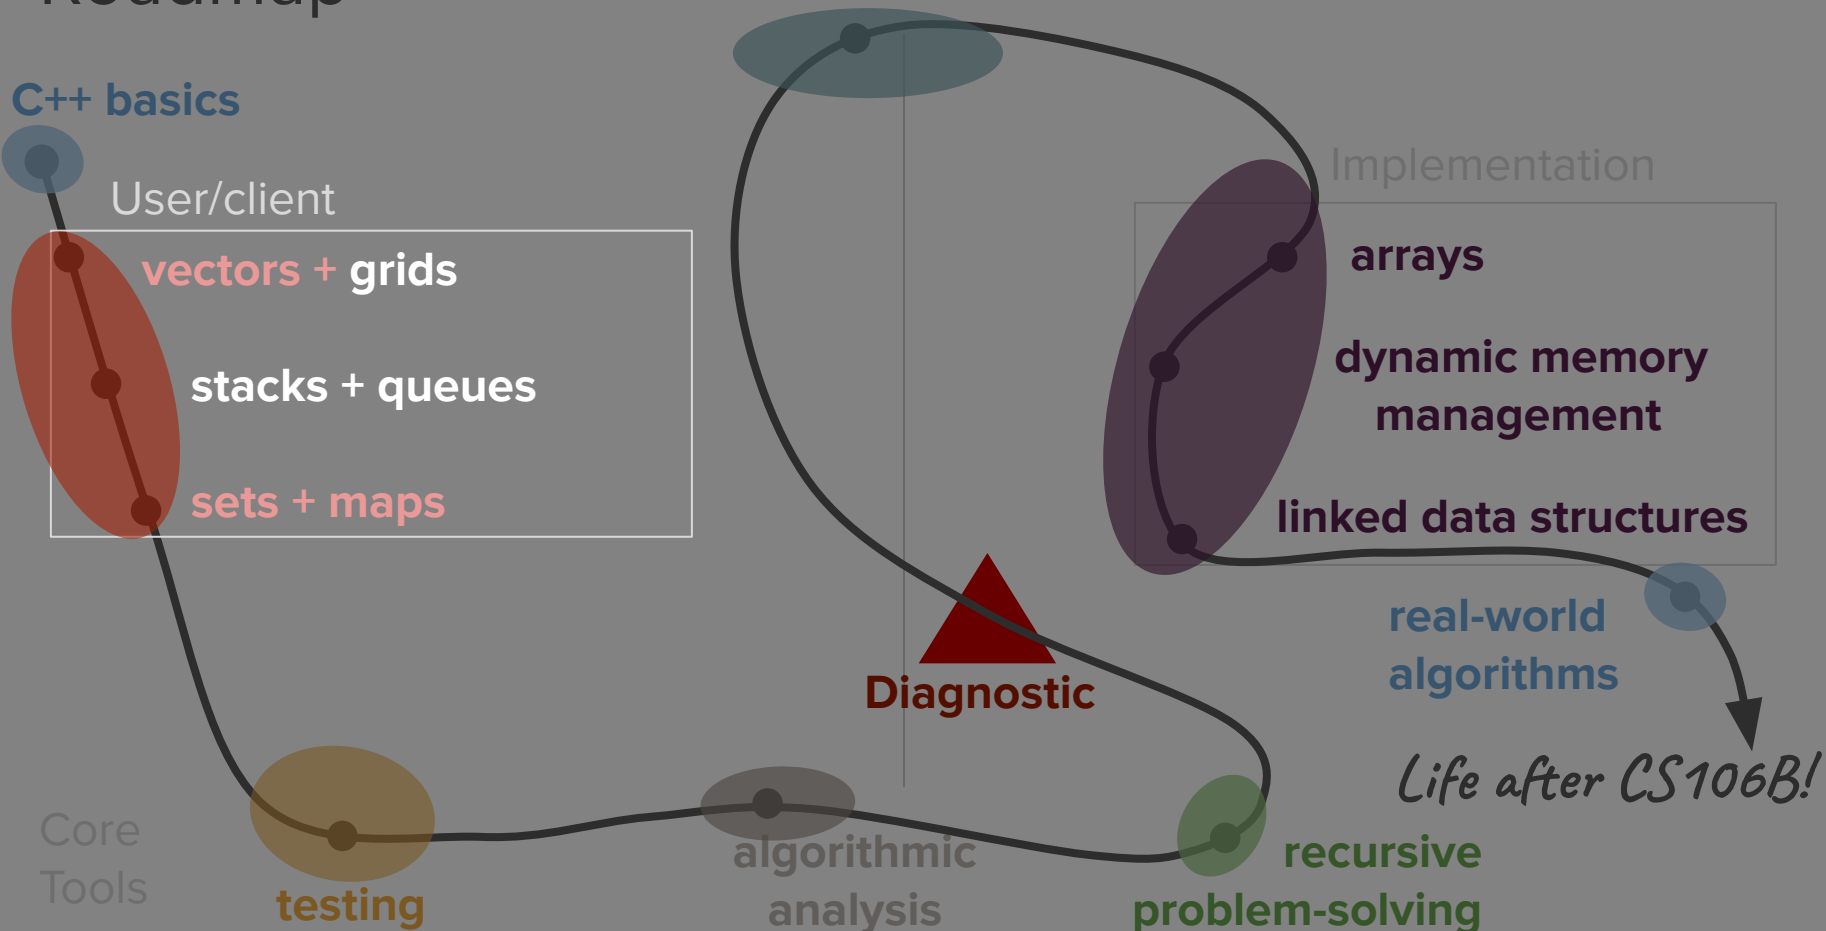 Roadmap
C++ basics
User/client
vectors + grids
stacks + queues
sets + maps
Implementation
arrays
dynamic memory
management
linked data structures
real-world
algorithms
Diagnostic
Life after CS106B!
Core
Tools
testing
algorithmic
analysis
recursive
problem-solving